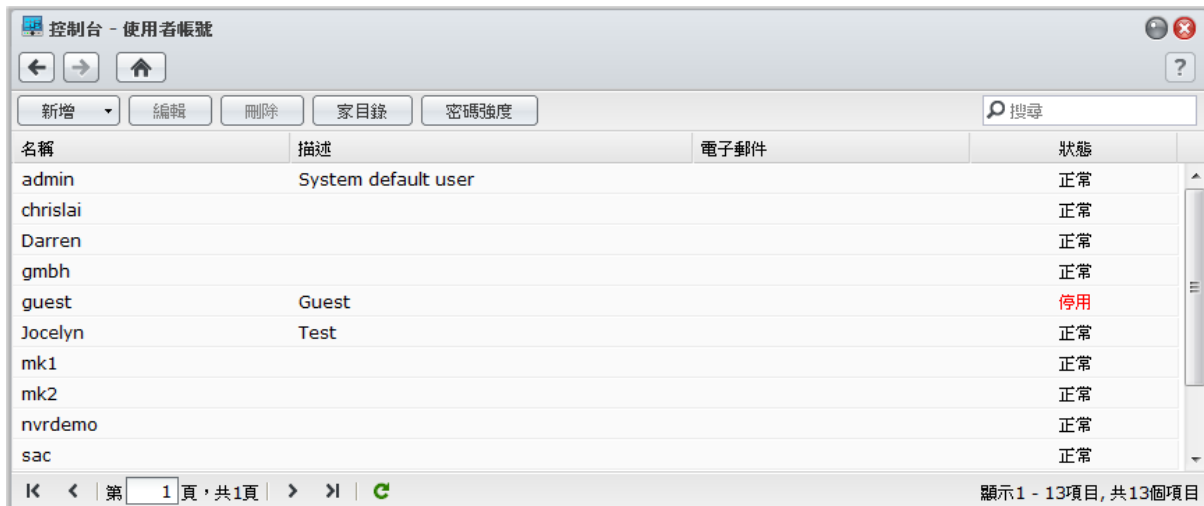 控制台 - 使用者帳號
?
新增 編輯 刪除 家目錄 密碼強度 搜尋
名稱 描述 電子郵件 狀態
admin System default user 正常
chrislai 正常
Darren 正常
gmbh 正常
guest Guest 停用
Jocelyn Test 正常
mk1 正常
mk2 正常
nvrdemo 正常
sac 正常
第 1 頁，共1頁 顯示1 - 13項目, 共13個項目